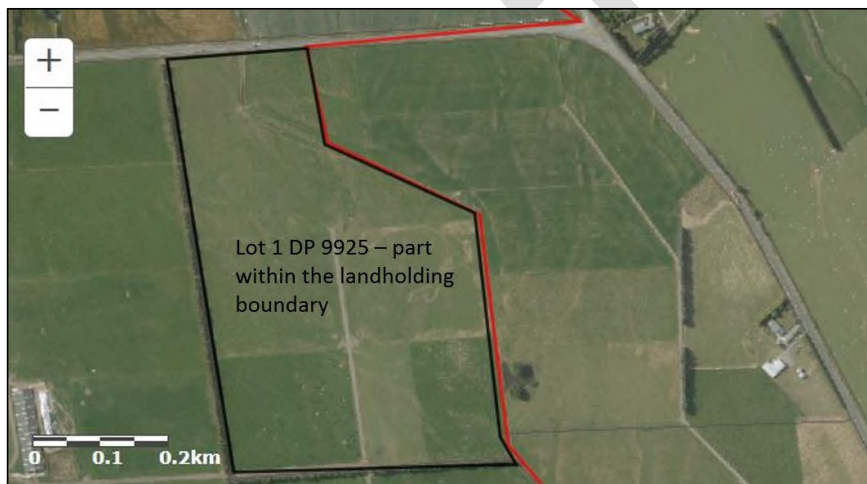 +
−
Lot 1 DP 9925 – part
within the landholding
boundary
0 0.1 0.2km